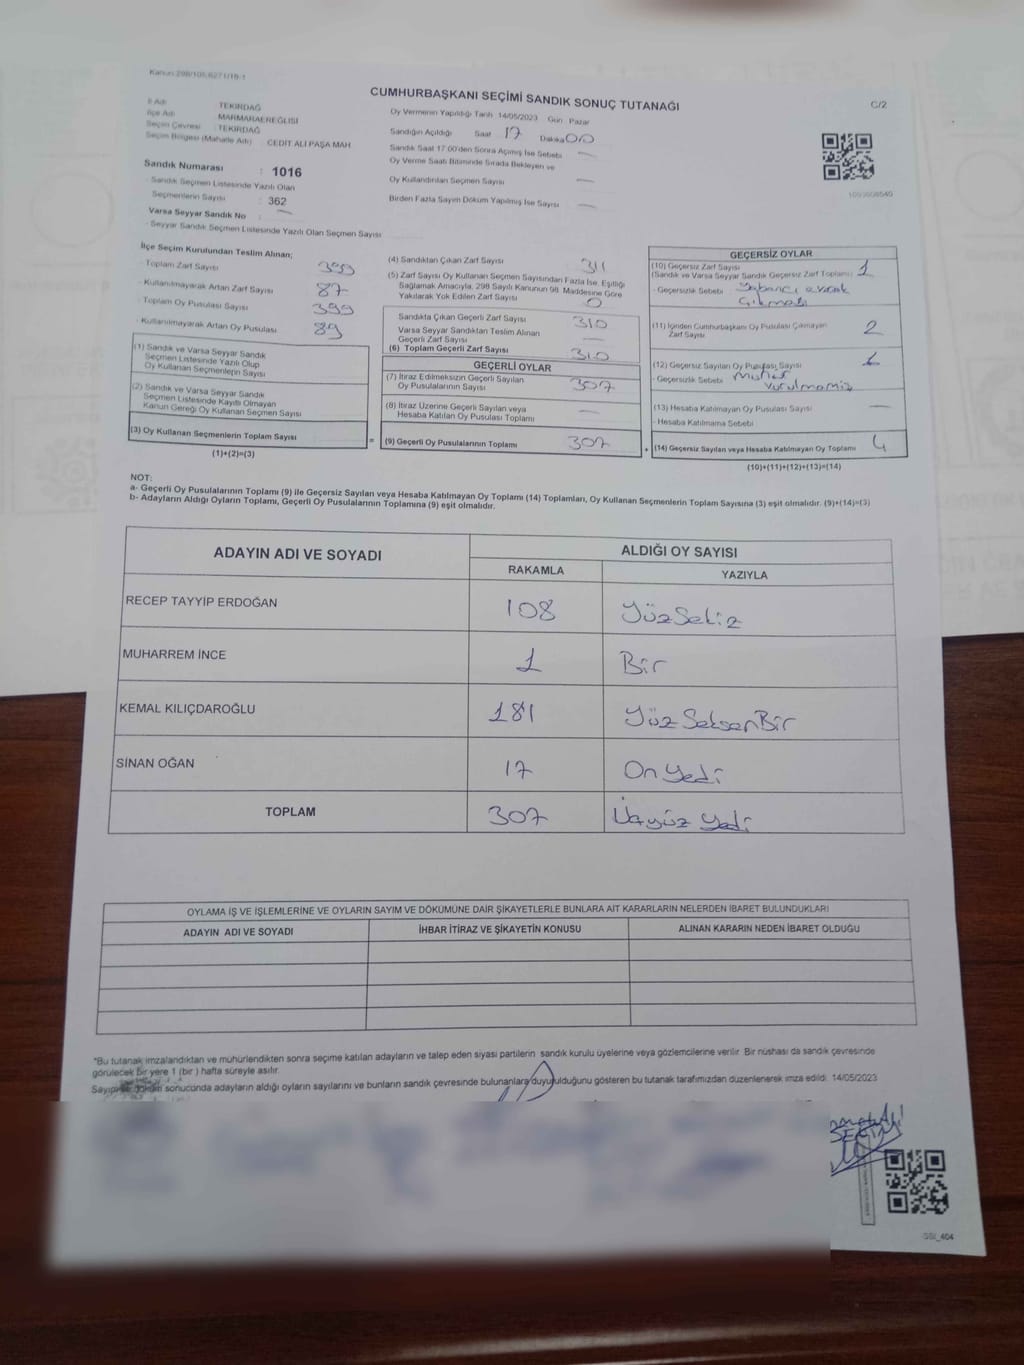 Kanun:298/105;6271/18-1
CUMHURBAŞKANI SEÇİMİ SANDIK SONUÇ TUTANAĞI
C/2
İl Adı : TEKİRDAĞ
İlçe Adı : MARMARAEREĞLİSİ
Seçim Çevresi : TEKİRDAĞ
Seçim Bölgesi (Mahalle Adı) : CEDİT ALİ PAŞA MAH
Sandık Numarası : 1016
- Sandık Seçmen Listesinde Yazılı Olan
Seçmenlerin Sayısı : 362
Varsa Seyyar Sandık No : —
- Seyyar Sandık Seçmen Listesinde Yazılı Olan Seçmen Sayısı
Oy Vermenin Yapıldığı Tarih 14/05/2023 Gün Pazar
Sandığın Açıldığı Saat 17 Dakika 00
Sandık Saat 17.00'den Sonra Açılmış İse Sebebi —
Oy Verme Saati Bitiminde Sırada Bekleyen ve
Oy Kullandırılan Seçmen Sayısı —
Birden Fazla Sayım Döküm Yapılmış İse Sayısı —
İlçe Seçim Kurulundan Teslim Alınan;
- Toplam Zarf Sayısı 399
- Kullanılmayarak Artan Zarf Sayısı 87
- Toplam Oy Pusulası Sayısı 399
- Kullanılmayarak Artan Oy Pusulası 89
(1) Sandık ve Varsa Seyyar Sandık
Seçmen Listesinde Yazılı Olup
Oy Kullanan Seçmenlerin Sayısı
(2) Sandık ve Varsa Seyyar Sandık
Seçmen Listesinde Kayıtlı Olmayan
Kanun Gereği Oy Kullanan Seçmen Sayısı
(3) Oy Kullanan Seçmenlerin Toplam Sayısı
(1)+(2)=(3)
(4) Sandıktan Çıkan Zarf Sayısı 311
(5) Zarf Sayısı Oy Kullanan Seçmen Sayısından Fazla İse, Eşitliği
Sağlamak Amacıyla, 298 Sayılı Kanunun 98. Maddesine Göre
Yakılarak Yok Edilen Zarf Sayısı 0
Sandıkta Çıkan Geçerli Zarf Sayısı 310
Varsa Seyyar Sandıktan Teslim Alınan
Geçerli Zarf Sayısı —
(6) Toplam Geçerli Zarf Sayısı 310
GEÇERLİ OYLAR
(7) İtiraz Edilmeksizin Geçerli Sayılan
Oy Pusulalarının Sayısı 307
(8) İtiraz Üzerine Geçerli Sayılan veya
Hesaba Katılan Oy Pusulası Toplamı —
= (9) Geçerli Oy Pusulalarının Toplamı 307
GEÇERSİZ OYLAR
(10) Geçersiz Zarf Sayısı 1
(Sandık ve Varsa Seyyar Sandık Geçersiz Zarf Toplamı)
- Geçersizlik Sebebi Yabancı evrak
Çıkması
(11) İçinden Cumhurbaşkanı Oy Pusulası Çıkmayan
Zarf Sayısı 2
(12) Geçersiz Sayılan Oy Pusulası Sayısı 1
- Geçersizlik Sebebi Mühür
Vurulmamış
(13) Hesaba Katılmayan Oy Pusulası Sayısı —
- Hesaba Katılmama Sebebi
+ (14) Geçersiz Sayılan veya Hesaba Katılmayan Oy Toplamı 4
(10)+(11)+(12)+(13)=(14)
NOT:
a- Geçerli Oy Pusulalarının Toplamı (9) ile Geçersiz Sayılan veya Hesaba Katılmayan Oy Toplamı (14) Toplamları, Oy Kullanan Seçmenlerin Toplam Sayısına (3) eşit olmalıdır. (9)+(14)=(3)
b- Adayların Aldığı Oyların Toplamı, Geçerli Oy Pusulalarının Toplamına (9) eşit olmalıdır.
ADAYIN ADI VE SOYADI ALDIĞI OY SAYISI
RAKAMLA YAZIYLA
RECEP TAYYİP ERDOĞAN 108 YüzSekiz
MUHARREM İNCE 1 Bir
KEMAL KILIÇDAROĞLU 181 YüzSeksenBir
SİNAN OĞAN 17 On Yedi
TOPLAM 307 Üçyüz Yedi
OYLAMA İŞ VE İŞLEMLERİNE VE OYLARIN SAYIM VE DÖKÜMÜNE DAİR ŞİKAYETLERLE BUNLARA AİT KARARLARIN NELERDEN İBARET BULUNDUKLARI
ADAYIN ADI VE SOYADI İHBAR İTİRAZ VE ŞİKAYETİN KONUSU ALINAN KARARIN NEDEN İBARET OLDUĞU
*Bu tutanak imzalandıktan ve mühürlendikten sonra seçime katılan adayların ve talep eden siyasi partilerin sandık kurulu üyelerine veya gözlemcilerine verilir. Bir nüshası da sandık çevresinde
görülecek bir yere 1 (bir ) hafta süreyle asılır.
Sayım ve döküm sonucunda adayların aldığı oyların sayılarını ve bunların sandık çevresinde bulunanlara duyurulduğunu gösteren bu tutanak tarafımızdan düzenlenerek imza edildi. 14/05/2023
SBI_404